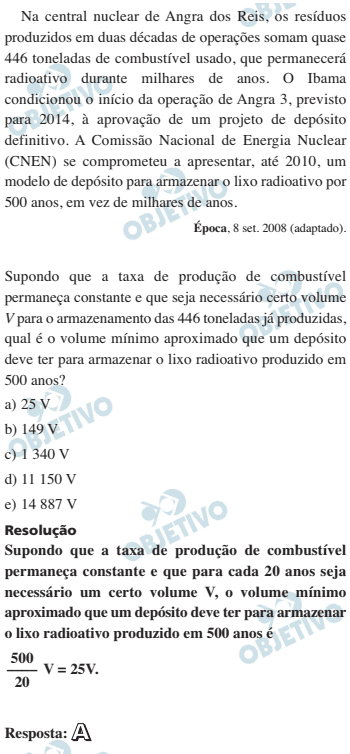 Na central nuclear de Angra dos Reis, os resíduos
produzidos em duas décadas de operações somam quase
446 toneladas de combustível usado, que permanecerá
radioativo durante milhares de anos. O Ibama
condicionou o início da operação de Angra 3, previsto
para 2014, à aprovação de um projeto de depósito
definitivo. A Comissão Nacional de Energia Nuclear
(CNEN) se comprometeu a apresentar, até 2010, um
modelo de depósito para armazenar o lixo radioativo por
500 anos, em vez de milhares de anos.
Época, 8 set. 2008 (adaptado).
Supondo que a taxa de produção de combustível
permaneça constante e que seja necessário certo volume
V para o armazenamento das 446 toneladas já produzidas,
qual é o volume mínimo aproximado que um depósito
deve ter para armazenar o lixo radioativo produzido em
500 anos?
a) 25 V
b) 149 V
c) 1 340 V
d) 11 150 V
e) 14 887 V
Resolução
Supondo que a taxa de produção de combustível
permaneça constante e que para cada 20 anos seja
necessário um certo volume V, o volume mínimo
aproximado que um depósito deve ter para armazenar
o lixo radioativo produzido em 500 anos é
500
––––– V = 25V.
20
Resposta: A
OBJETIVO
OBJETIVO
OBJETIVO
OBJETIVO
OBJETIVO
OBJETIVO
OBJETIVO